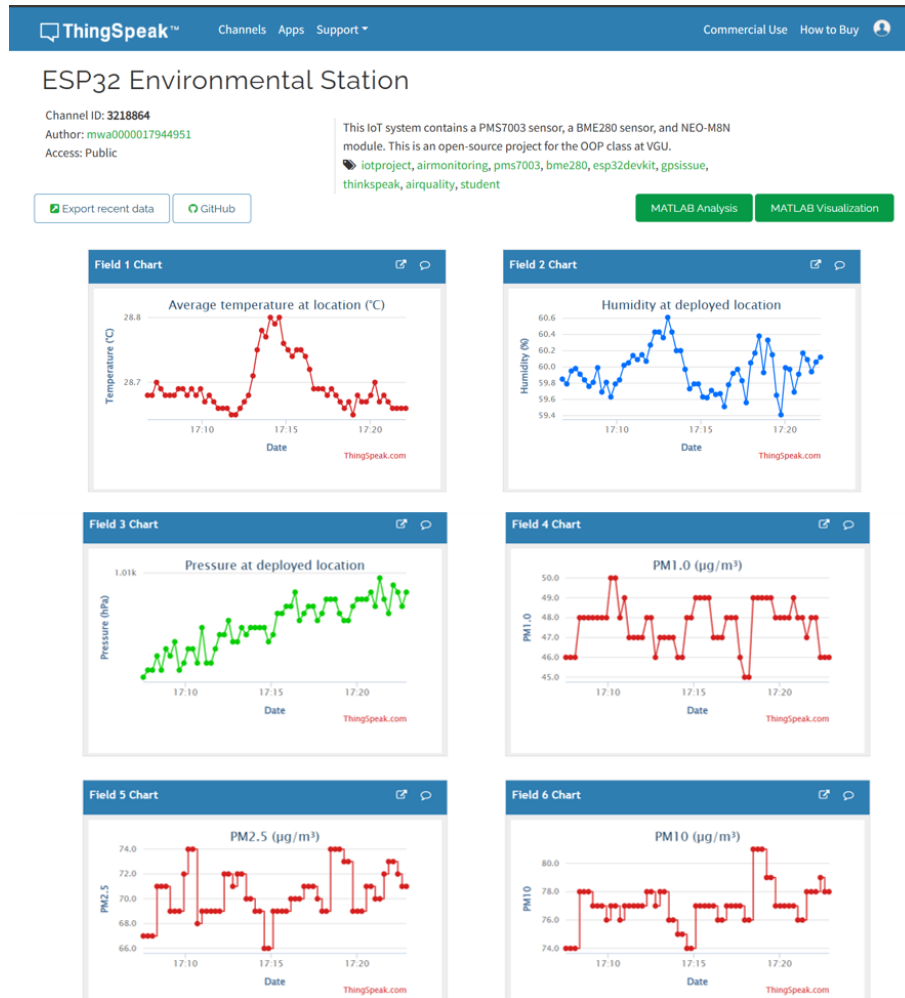 ThingSpeak™
Channels Apps Support
Commercial Use How to Buy
ESP32 Environmental Station
Channel ID: 3218864
Author: mwa0000017944951
Access: Public
This IoT system contains a PMS7003 sensor, a BME280 sensor, and NEO-M8N
module. This is an open-source project for the OOP class at VGU.
iotproject, airmonitoring, pms7003, bme280, esp32devkit, gpsissue,
thinkspeak, airquality, student
Export recent data
GitHub
MATLAB Analysis
MATLAB Visualization
Field 1 Chart
Average temperature at location (°C)
Temperature (°C)
28.8
28.7
17:10 17:15 17:20
Date
ThingSpeak.com
Field 2 Chart
Humidity at deployed location
Humidity (%)
60.6
60.4
60.2
60.0
59.8
59.6
59.4
17:10 17:15 17:20
Date
ThingSpeak.com
Field 3 Chart
Pressure at deployed location
Pressure (hPa)
1.01k
17:10 17:15 17:20
Date
ThingSpeak.com
Field 4 Chart
PM1.0 (μg/m³)
PM1.0
50.0
49.0
48.0
47.0
46.0
45.0
17:10 17:15 17:20
Date
ThingSpeak.com
Field 5 Chart
PM2.5 (μg/m³)
PM2.5
74.0
72.0
70.0
68.0
66.0
17:10 17:15 17:20
Date
ThingSpeak.com
Field 6 Chart
PM10 (μg/m³)
PM10
80.0
78.0
76.0
74.0
17:10 17:15 17:20
Date
ThingSpeak.com